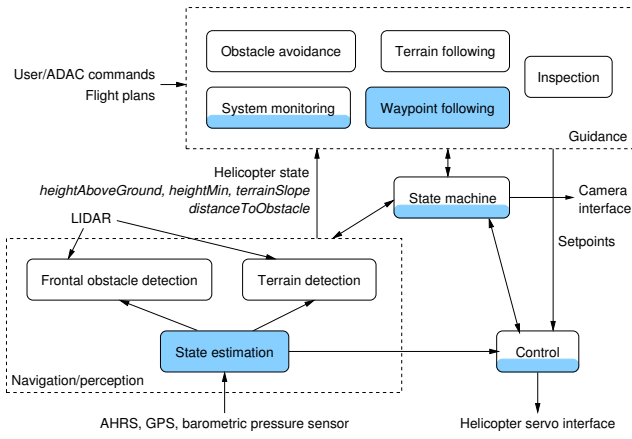 Obstacle avoidance
Terrain following
Inspection
User/ADAC commands
Flight plans
System monitoring
Waypoint following
Guidance
Helicopter state
heightAboveGround, heightMin, terrainSlope
distanceToObstacle
State machine
Camera
interface
LIDAR
Setpoints
Frontal obstacle detection
Terrain detection
State estimation
Control
Navigation/perception
AHRS, GPS, barometric pressure sensor
Helicopter servo interface